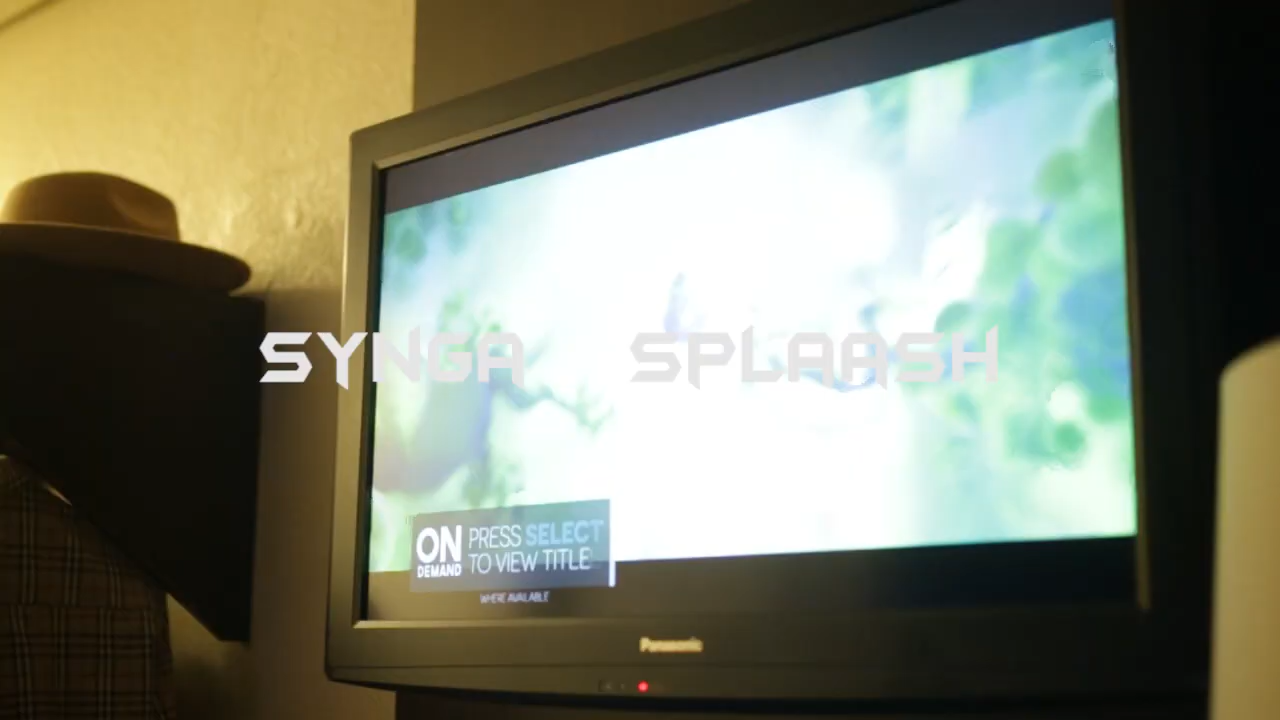 SYNGA SPLAASH
ON DEMAND
PRESS SELECT
TO VIEW TITLE
WHERE AVAILABLE
Panasonic